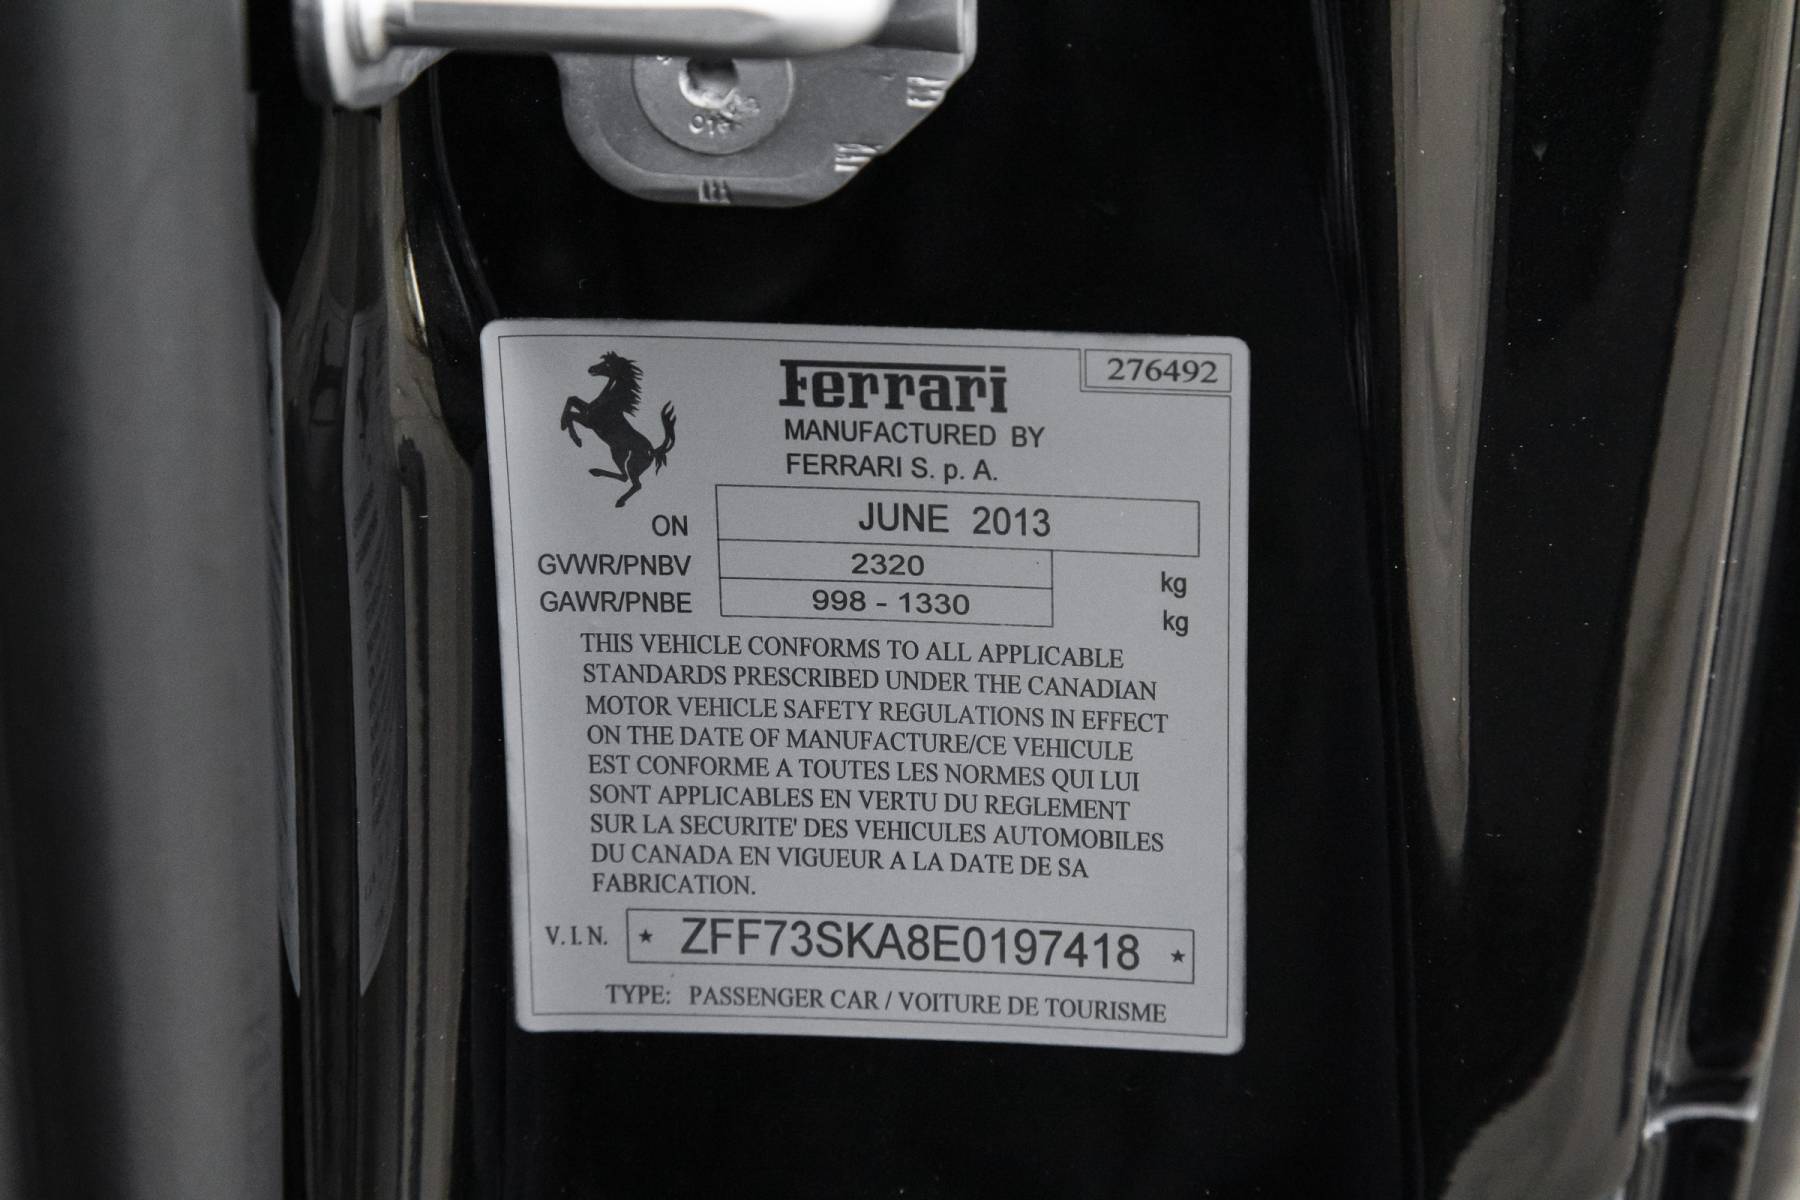 Ferrari
276492
MANUFACTURED BY
FERRARI S. p. A.
ON JUNE 2013
GVWR/PNBV 2320 kg
GAWR/PNBE 998 - 1330 kg
THIS VEHICLE CONFORMS TO ALL APPLICABLE
STANDARDS PRESCRIBED UNDER THE CANADIAN
MOTOR VEHICLE SAFETY REGULATIONS IN EFFECT
ON THE DATE OF MANUFACTURE/CE VEHICULE
EST CONFORME A TOUTES LES NORMES QUI LUI
SONT APPLICABLES EN VERTU DU REGLEMENT
SUR LA SECURITE' DES VEHICULES AUTOMOBILES
DU CANADA EN VIGUEUR A LA DATE DE SA
FABRICATION.
V. I. N. ★ ZFF73SKA8E0197418 ★
TYPE: PASSENGER CAR / VOITURE DE TOURISME